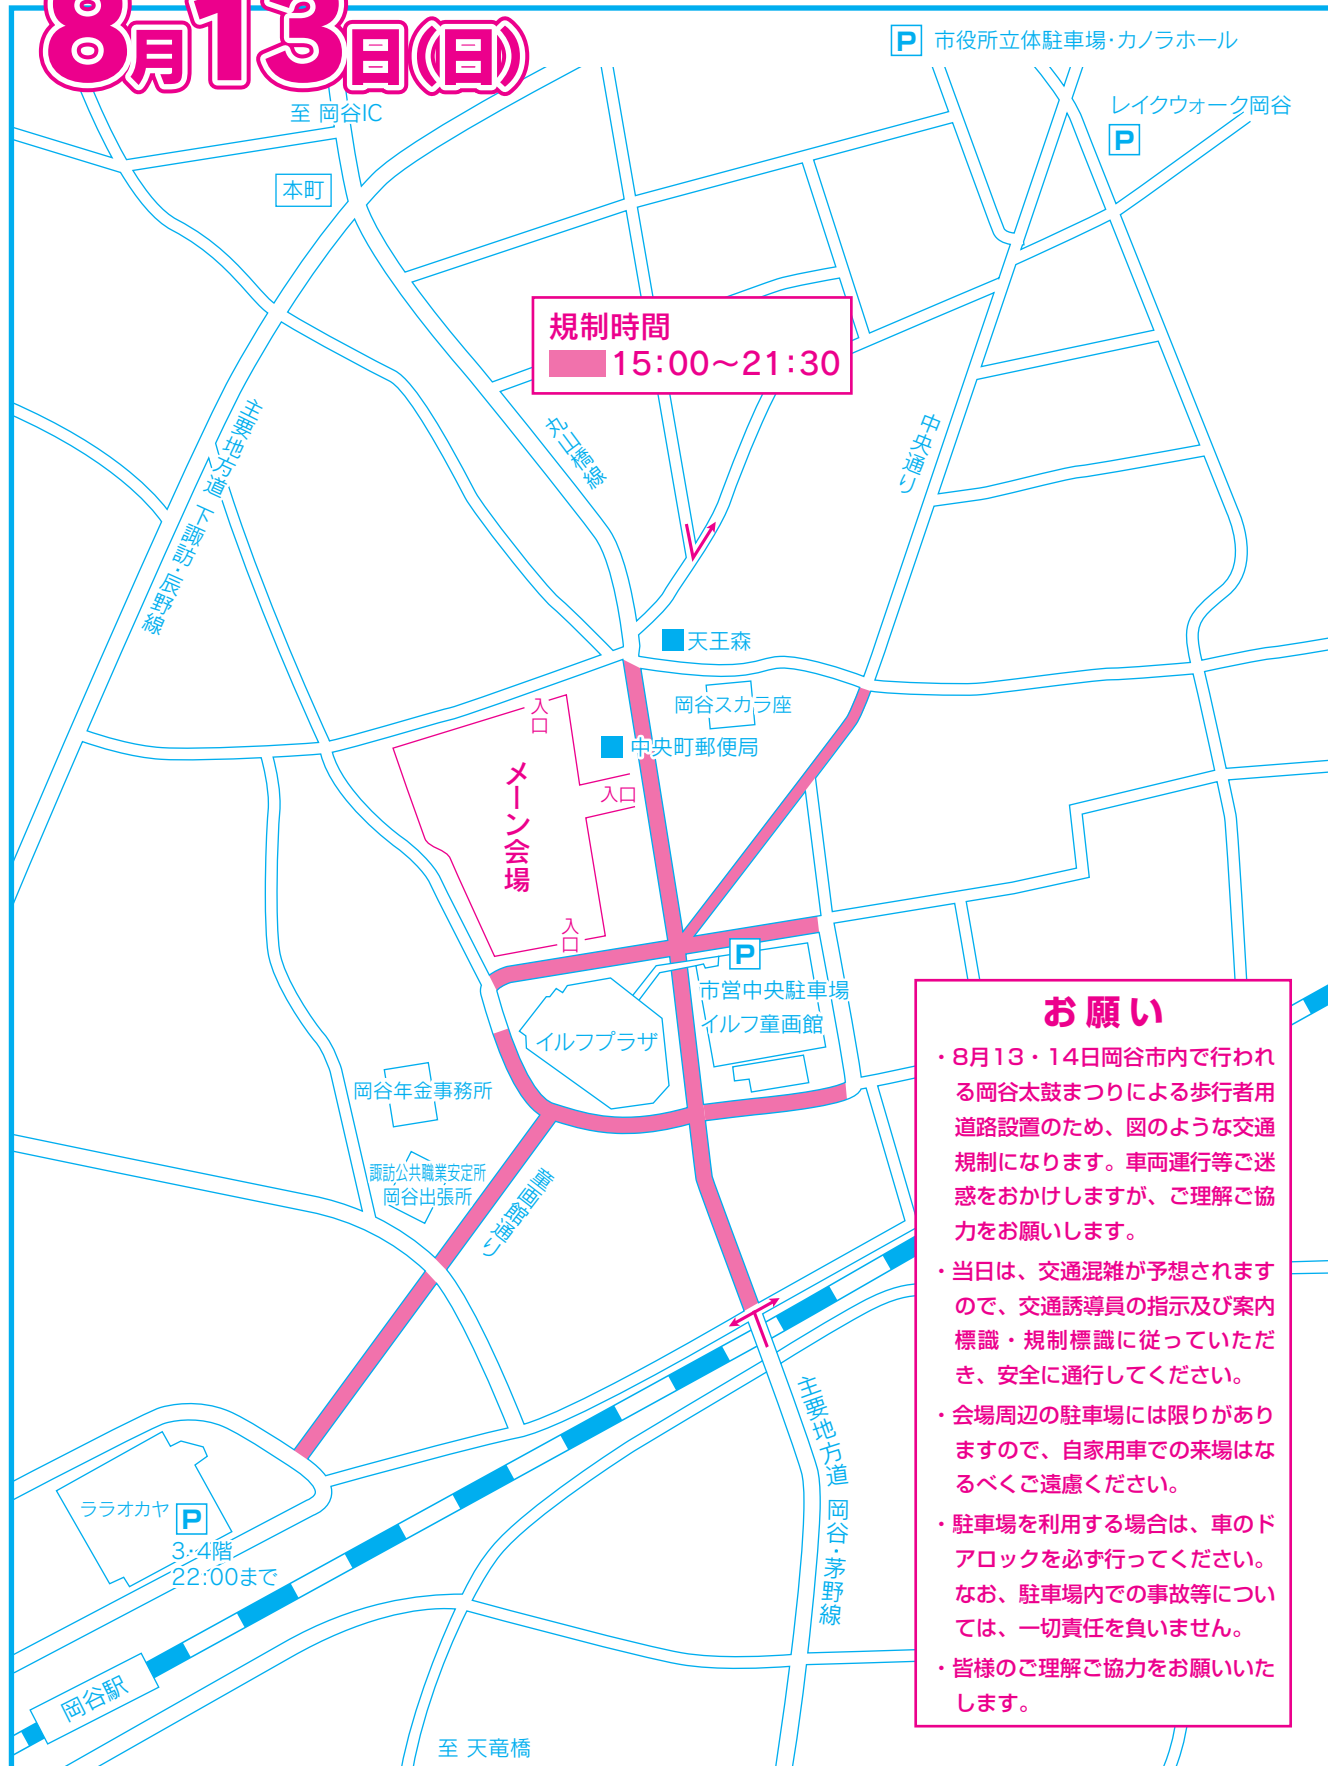 8月13日(日)
P 市役所立体駐車場・カノラホール
レイクウォーク岡谷
P
至 岡谷IC
本町
規制時間
15:00〜21:30
主要地方道 下諏訪・辰野線
丸山橋線
中央通り
天王森
岡谷スカラ座
中央町郵便局
入口
入口
入口
メーン会場
P
市営中央駐車場
イルフ童画館
イルフプラザ
岡谷年金事務所
諏訪公共職業安定所
岡谷出張所
童画館通り
主要地方道 岡谷・茅野線
ララオカヤ P
3・4階
22:00まで
岡谷駅
至 天竜橋
お願い
・8月13・14日岡谷市内で行われ
る岡谷太鼓まつりによる歩行者用
道路設置のため、図のような交通
規制になります。車両運行等ご迷
惑をおかけしますが、ご理解ご協
力をお願いします。
・当日は、交通混雑が予想されます
ので、交通誘導員の指示及び案内
標識・規制標識に従っていただ
き、安全に通行してください。
・会場周辺の駐車場には限りがあり
ますので、自家用車での来場はな
るべくご遠慮ください。
・駐車場を利用する場合は、車のド
アロックを必ず行ってください。
なお、駐車場内での事故等につい
ては、一切責任を負いません。
・皆様のご理解ご協力をお願いいた
します。